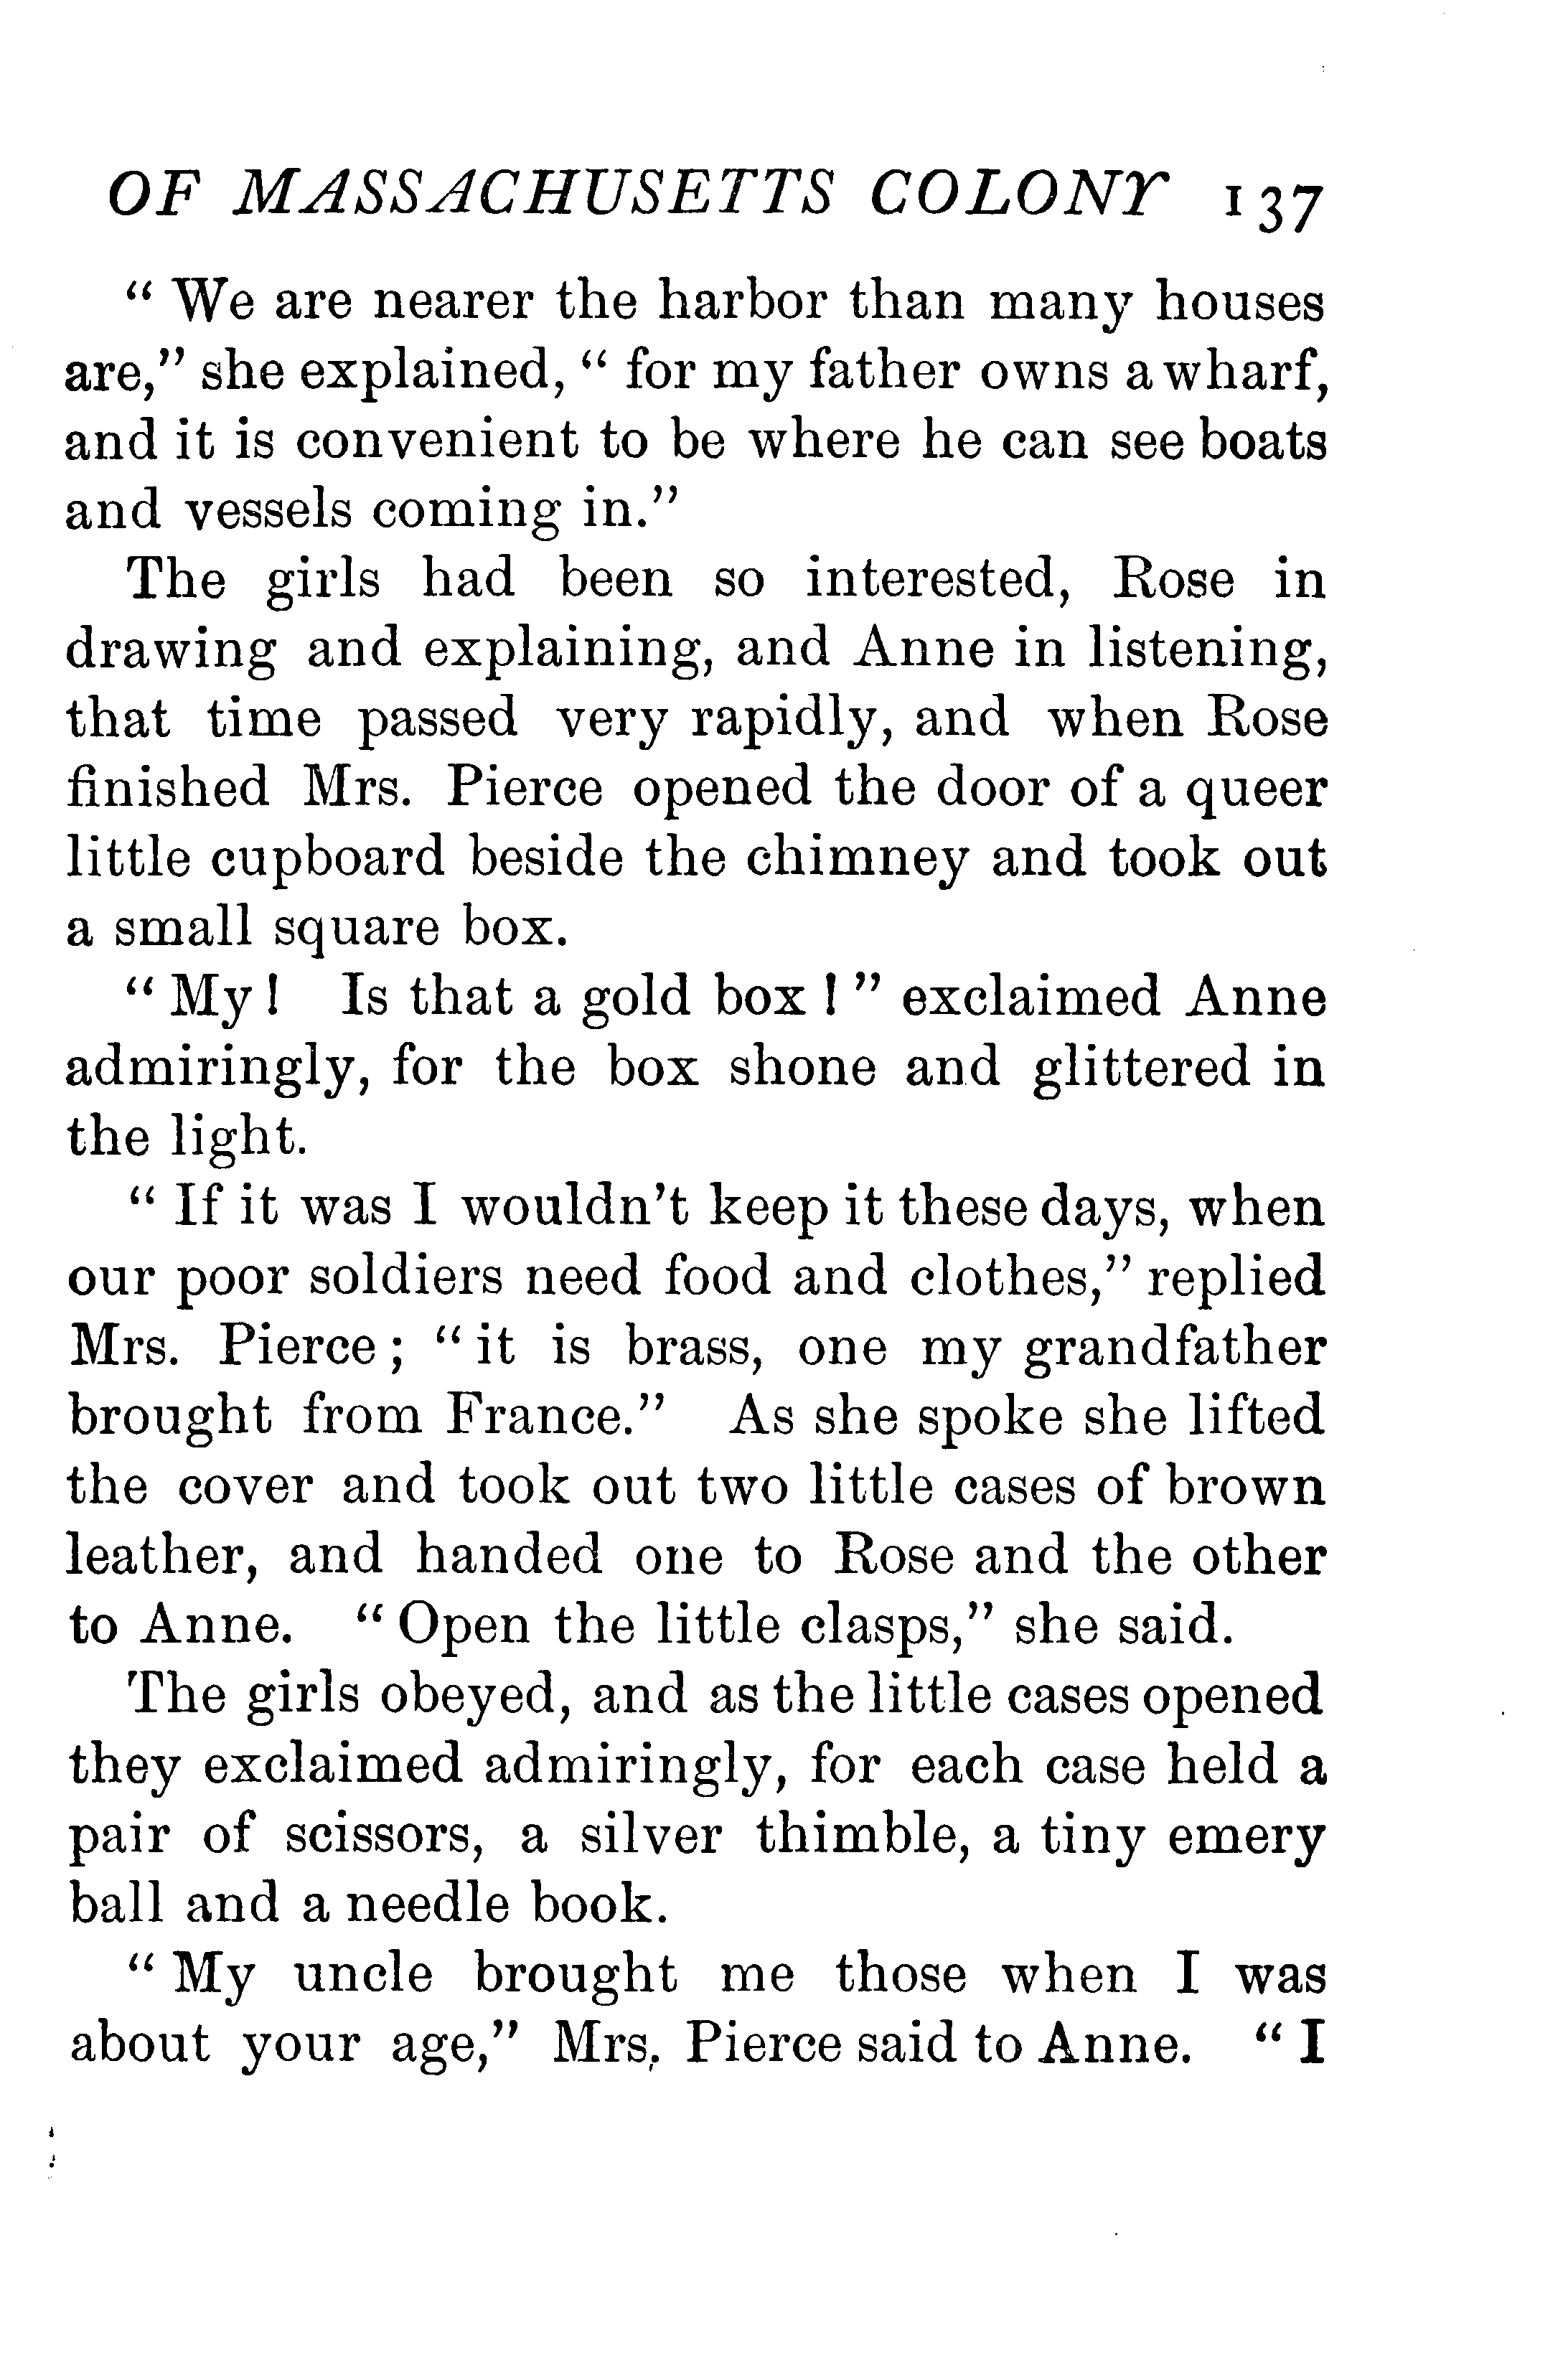 OF MASSACHUSETTS COLONY 137
" We are nearer the harbor than many houses
are," she explained, " for my father owns a wharf,
and it is convenient to be where he can see boats
and vessels coming in."
The girls had been so interested, Rose in
drawing and explaining, and Anne in listening,
that time passed very rapidly, and when Rose
finished Mrs. Pierce opened the door of a queer
little cupboard beside the chimney and took out
a small square box.
" My! Is that a gold box ! " exclaimed Anne
admiringly, for the box shone and glittered in
the light.
" If it was I wouldn't keep it these days, when
our poor soldiers need food and clothes," replied
Mrs. Pierce; " it is brass, one my grandfather
brought from France." As she spoke she lifted
the cover and took out two little cases of brown
leather, and handed one to Rose and the other
to Anne. " Open the little clasps," she said.
The girls obeyed, and as the little cases opened
they exclaimed admiringly, for each case held a
pair of scissors, a silver thimble, a tiny emery
ball and a needle book.
" My uncle brought me those when I was
about your age," Mrs. Pierce said to Anne. " I